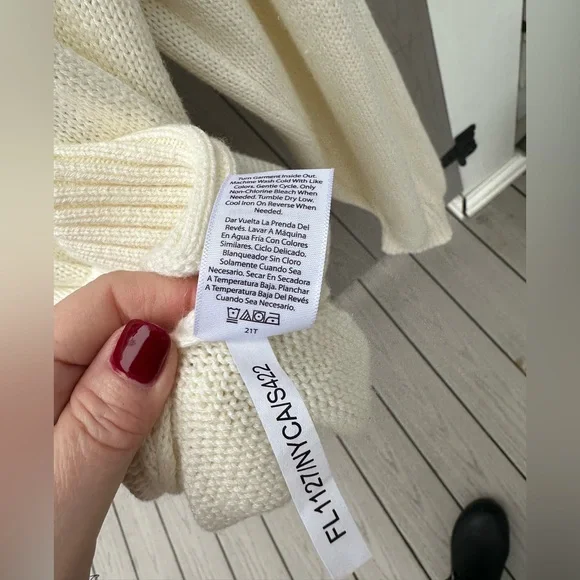 Turn Garment Inside Out.
Machine Wash Cold With Like
Colors. Gentle Cycle. Only
Non-Chlorine Bleach When
Needed. Tumble Dry Low.
Cool Iron On Reverse When
Needed.
Dar Vuelta La Prenda Del
Revés. Lavar A Máquina
En Agua Fría Con Colores
Similares. Ciclo Delicado.
Blanqueador Sin Cloro
Solamente Cuando Sea
Necesario. Secar En Secadora
A Temperatura Baja. Planchar
A Temperatura Baja Del Revés
Cuando Sea Necesario.
21T
FL1127/NYCA/S422